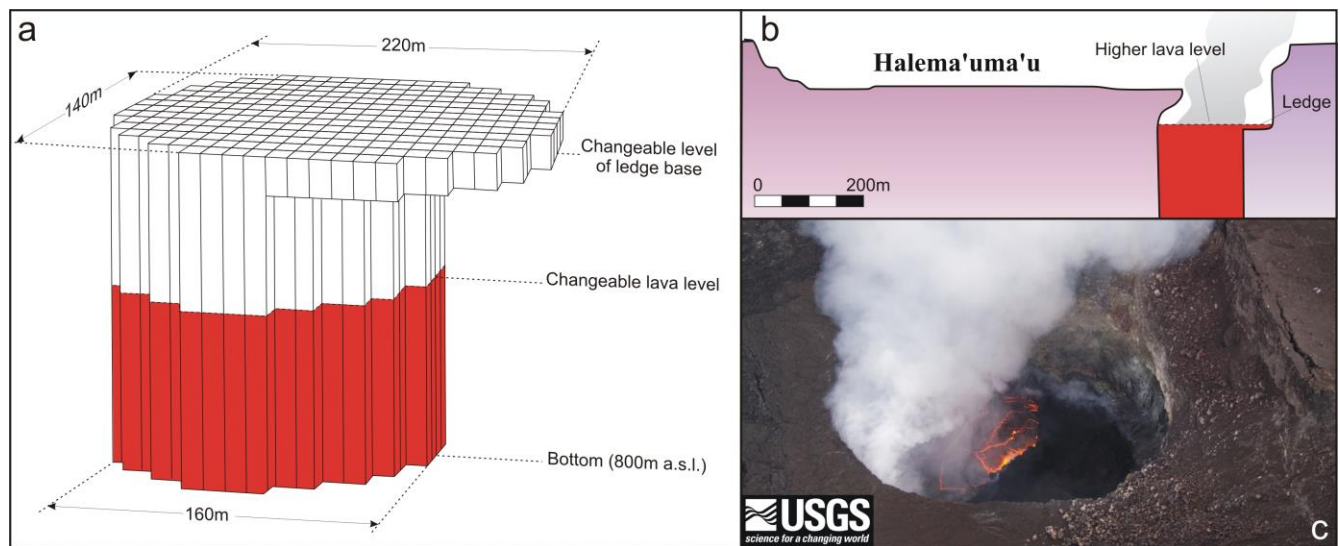 a
220m
140m
Changeable level
of ledge base
Changeable lava level
Bottom (800m a.s.l.)
160m
b
Halema'uma'u
Higher lava level
Ledge
0
200m
USGS
science for a changing world
c